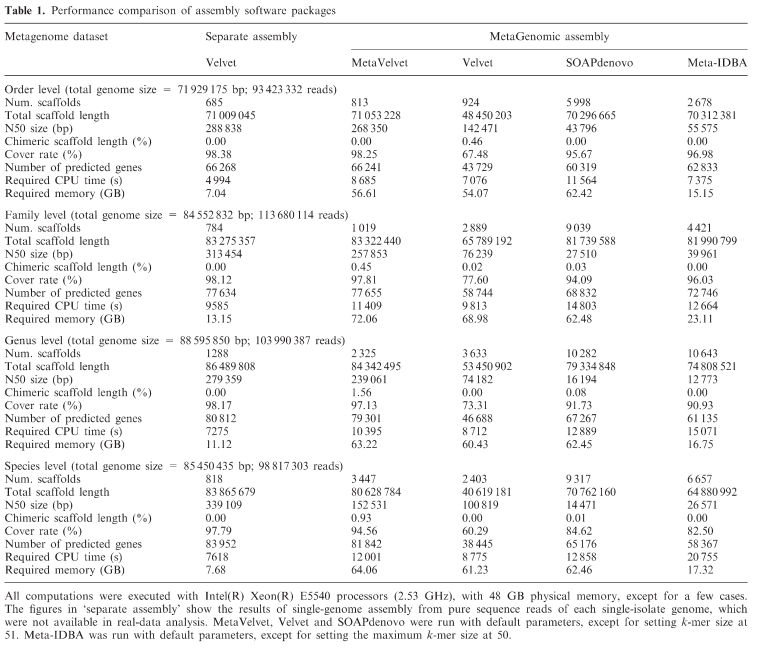 Table 1. Performance comparison of assembly software packages
Metagenome dataset Separate assembly MetaGenomic assembly
Velvet MetaVelvet Velvet SOAPdenovo Meta-IDBA
Order level (total genome size = 71 929 175 bp; 93 423 332 reads)
Num. scaffolds 685 813 924 5 998 2 678
Total scaffold length 71 009 045 71 053 228 48 450 203 70 296 665 70 312 381
N50 size (bp) 288 838 268 350 142 471 43 796 55 575
Chimeric scaffold length (%) 0.00 0.00 0.46 0.00 0.00
Cover rate (%) 98.38 98.25 67.48 95.67 96.98
Number of predicted genes 66 268 66 241 43 729 60 319 62 833
Required CPU time (s) 4 994 8 685 7 076 11 564 7 375
Required memory (GB) 7.04 56.61 54.07 62.42 15.15
Family level (total genome size = 84 552 832 bp; 113 680 114 reads)
Num. scaffolds 784 1 019 2 889 9 039 4 421
Total scaffold length 83 275 357 83 322 440 65 789 192 81 739 588 81 990 799
N50 size (bp) 313 454 257 853 76 239 27 510 39 961
Chimeric scaffold length (%) 0.00 0.45 0.02 0.03 0.00
Cover rate (%) 98.12 97.81 77.60 94.09 96.03
Number of predicted genes 77 634 77 655 58 744 68 832 72 746
Required CPU time (s) 9585 11 409 9 813 14 803 12 664
Required memory (GB) 13.15 72.06 68.98 62.48 23.11
Genus level (total genome size = 88 595 850 bp; 103 990 387 reads)
Num. scaffolds 1288 2 325 3 633 10 282 10 643
Total scaffold length 86 489 808 84 342 495 53 450 902 79 334 848 74 808 521
N50 size (bp) 279 359 239 061 74 182 16 194 12 773
Chimeric scaffold length (%) 0.00 1.56 0.00 0.08 0.00
Cover rate (%) 98.17 97.13 73.31 91.73 90.93
Number of predicted genes 80 812 79 301 46 688 67 267 61 135
Required CPU time (s) 7275 10 395 8 712 12 889 15 071
Required memory (GB) 11.12 63.22 60.43 62.45 16.75
Species level (total genome size = 85 450 435 bp; 98 817 303 reads)
Num. scaffolds 818 3 447 2 403 9 317 6 657
Total scaffold length 83 865 679 80 628 784 40 619 181 70 762 160 64 880 992
N50 size (bp) 339 109 152 531 100 819 14 471 26 571
Chimeric scaffold length (%) 0.00 0.93 0.00 0.01 0.00
Cover rate (%) 97.79 94.56 60.29 84.62 82.50
Number of predicted genes 83 952 81 842 38 445 65 176 58 367
Required CPU time (s) 7618 12 001 8 775 12 858 20 755
Required memory (GB) 7.68 64.06 61.23 62.46 17.32
All computations were executed with Intel(R) Xeon(R) E5540 processors (2.53 GHz), with 48 GB physical memory, except for a few cases.
The figures in ‘separate assembly’ show the results of single-genome assembly from pure sequence reads of each single-isolate genome, which
were not available in real-data analysis. MetaVelvet, Velvet and SOAPdenovo were run with default parameters, except for setting k-mer size at
51. Meta-IDBA was run with default parameters, except for setting the maximum k-mer size at 50.